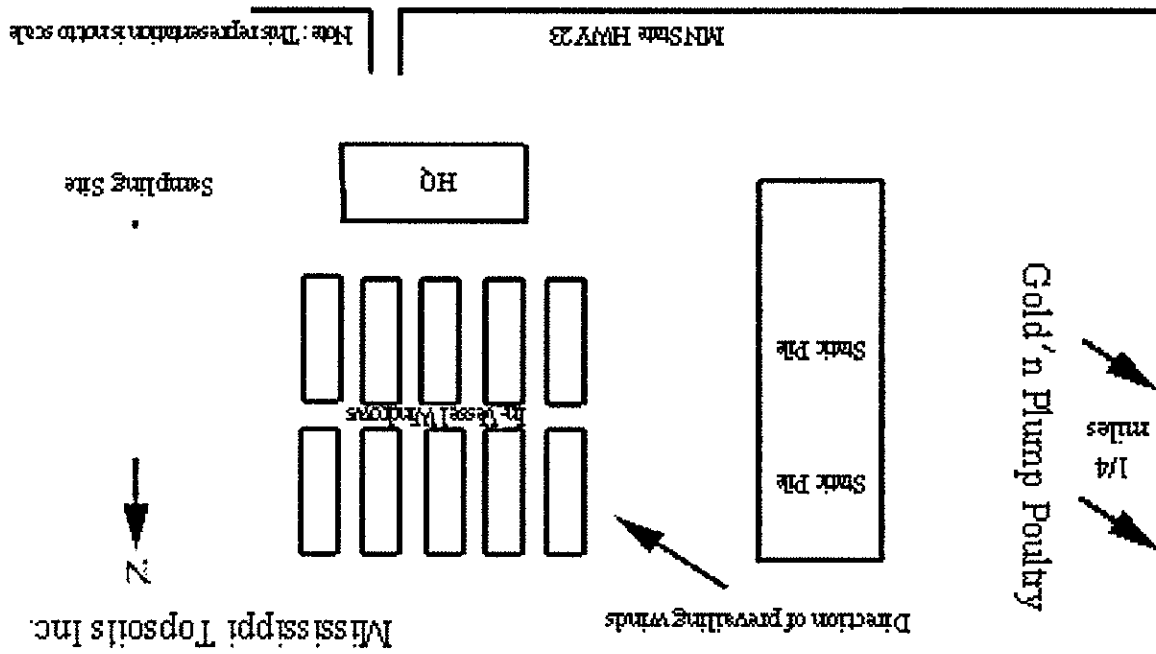 Mississippi Topsoils Inc.
Direction of prevailing winds
N
Gold'n Plump Poultry
1/4
miles
Static Pile
Static Pile
In-Vessel Windrows
HQ
Sampling Site
MN State HWY 23
Note: This representation is not to scale